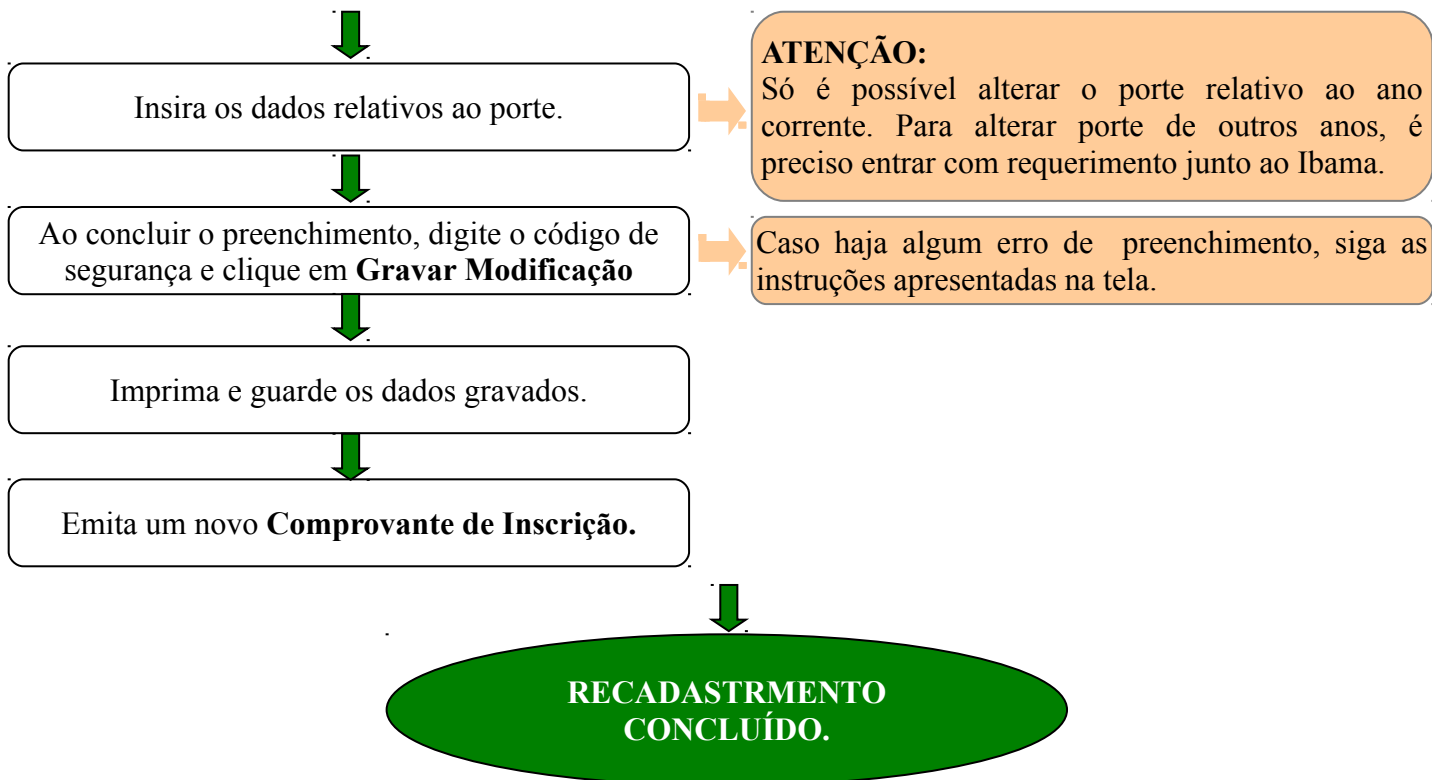 Insira os dados relativos ao porte.
ATENÇÃO:
Só é possível alterar o porte relativo ao ano
corrente. Para alterar porte de outros anos, é
preciso entrar com requerimento junto ao Ibama.
Ao concluir o preenchimento, digite o código de
segurança e clique em Gravar Modificação
Caso haja algum erro de preenchimento, siga as
instruções apresentadas na tela.
Imprima e guarde os dados gravados.
Emita um novo Comprovante de Inscrição.
RECADASTRMENTO
CONCLUÍDO.